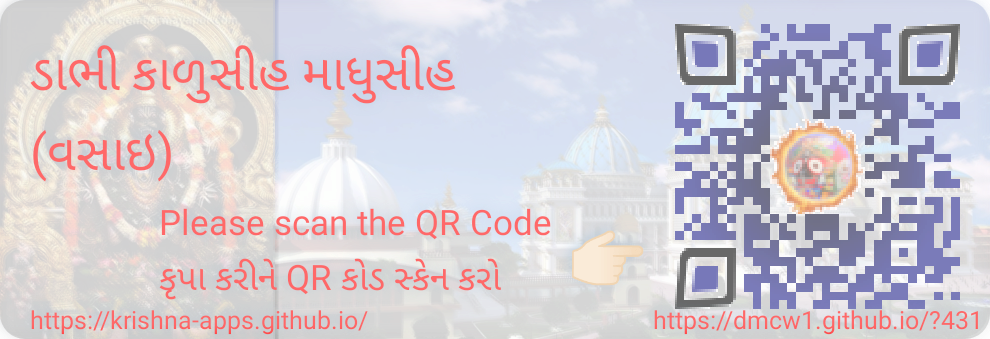 ડાભી કાળુસીહ માધુસીહ
(વસાઇ)
Please scan the QR Code
કૃપા કરીને QR કોડ સ્કેન કરો
https://krishna-apps.github.io/
https://dmcw1.github.io/?431